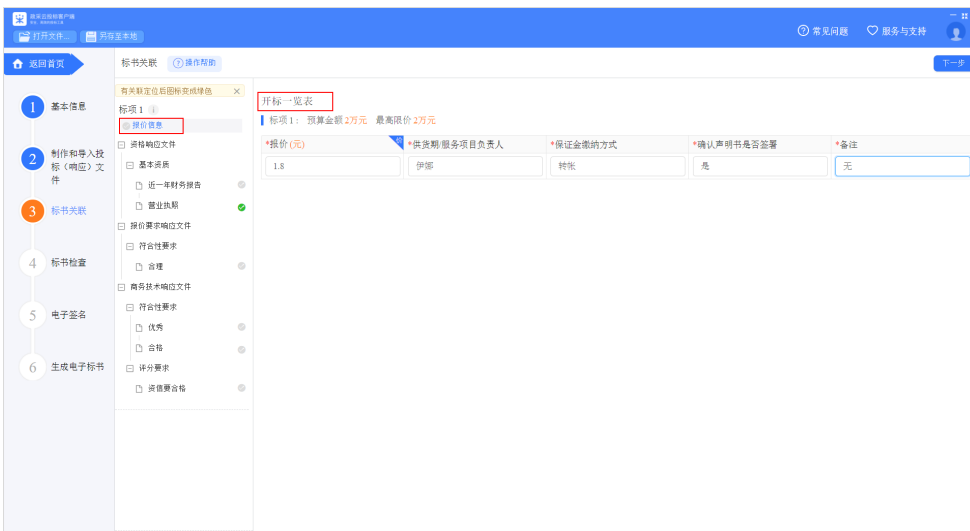 政采云投标客户端
打开文件...
另存至本地
常见问题
服务与支持
返回首页
标书关联
操作帮助
下一步
有关联定位后图标变成绿色
标项1
报价信息
资格响应文件
基本资质
近一年财务报告
营业执照
报价要求响应文件
符合性要求
合理
商务技术响应文件
符合性要求
优秀
合格
评分要求
资信要合格
1 基本信息
2 制作和导入投
标（响应）文
件
3 标书关联
4 标书检查
5 电子签名
6 生成电子标书
开标一览表
标项1： 预算金额2万元 最高限价2万元
*报价(元) *供货期/服务项目负责人 *保证金缴纳方式 *确认声明书是否签署 *备注
1.8 伊娜 转帐 是 无